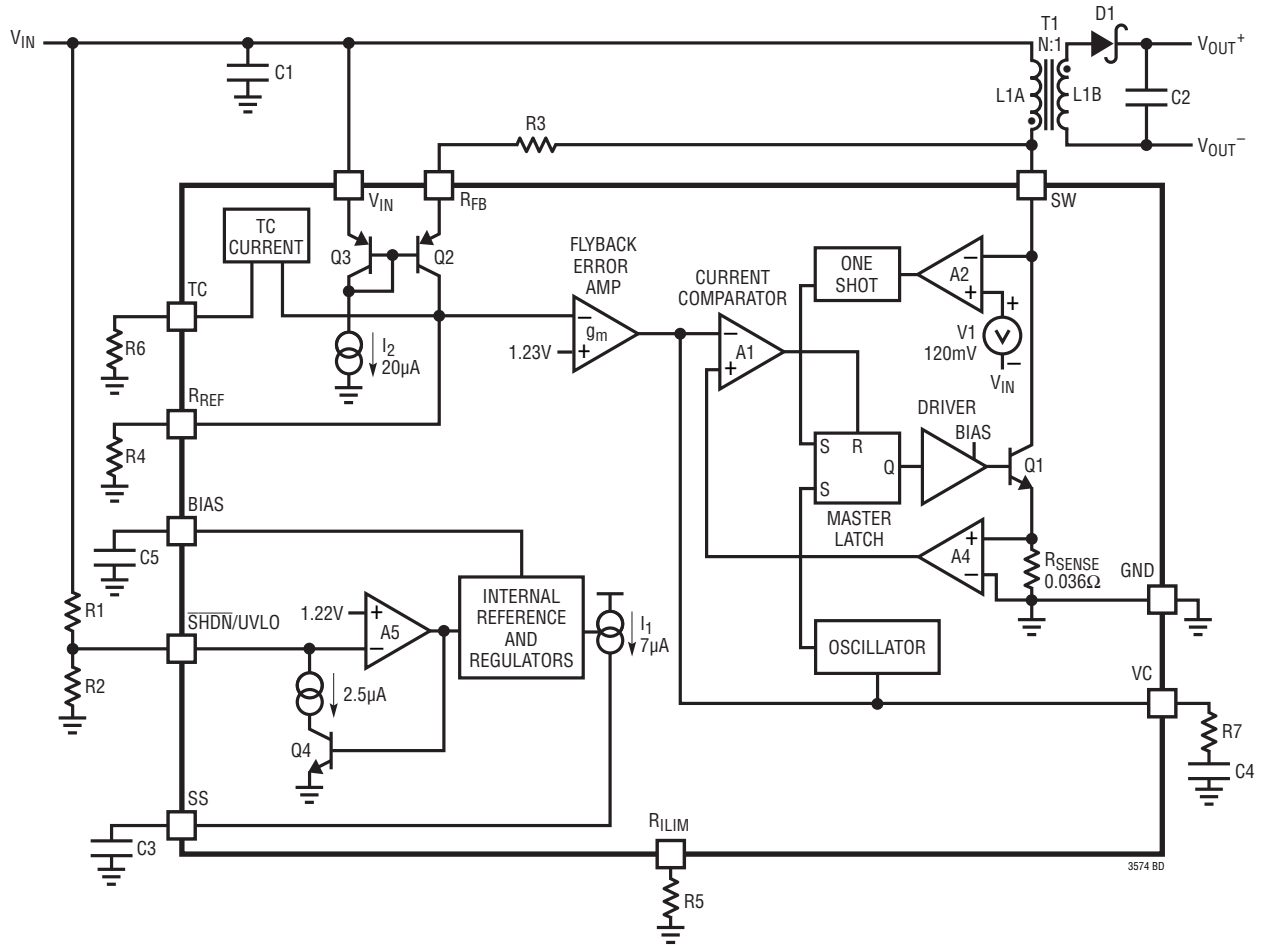 VIN
C1
T1
N:1
D1
VOUT+
L1A
L1B
C2
VOUT–
R3
VIN
RFB
SW
TC
CURRENT
Q3
Q2
FLYBACK
ERROR
AMP
CURRENT
COMPARATOR
ONE
SHOT
A2
–
+
+
V1
120mV
V
–
VIN
TC
R6
I2
20µA
1.23V
–
gm
+
–
A1
+
RREF
R4
DRIVER
BIAS
S
R
Q
S
Q1
MASTER
LATCH
BIAS
C5
A4
+
–
RSENSE
0.036Ω
GND
R1
SHDN/UVLO
1.22V
+
A5
–
INTERNAL
REFERENCE
AND
REGULATORS
I1
7µA
OSCILLATOR
R2
2.5µA
VC
R7
Q4
C4
SS
C3
RILIM
R5
3574 BD